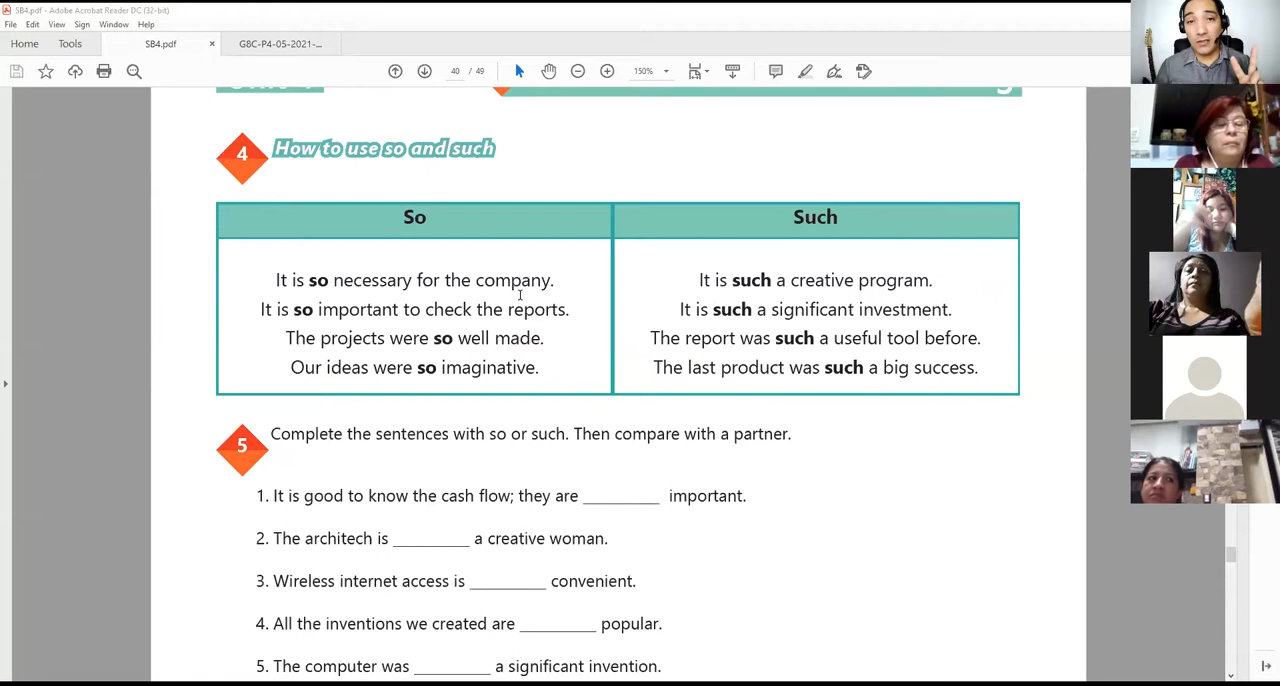 SB4.pdf - Adobe Acrobat Reader DC (32-bit)
File Edit View Sign Window Help
Home Tools SB4.pdf × G8C-P4-05-2021-...
40 / 49 150%
4 How to use so and such
So Such
It is so necessary for the company. It is such a creative program.
It is so important to check the reports. It is such a significant investment.
The projects were so well made. The report was such a useful tool before.
Our ideas were so imaginative. The last product was such a big success.
5 Complete the sentences with so or such. Then compare with a partner.
1. It is good to know the cash flow; they are _________ important.
2. The architech is _________ a creative woman.
3. Wireless internet access is _________ convenient.
4. All the inventions we created are _________ popular.
5. The computer was _________ a significant invention.